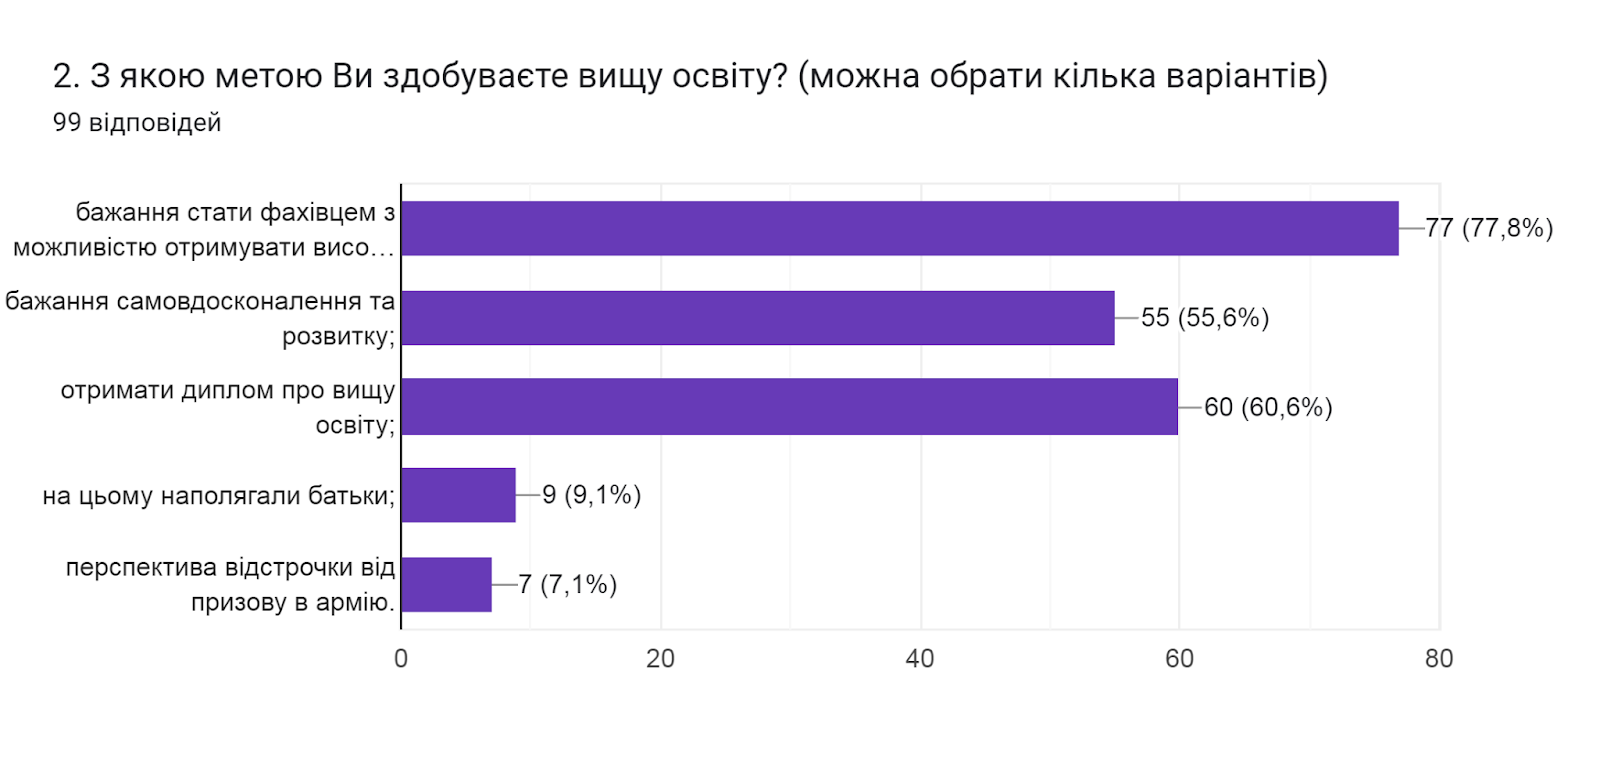 2. З якою метою Ви здобуваєте вищу освіту? (можна обрати кілька варіантів)
99 відповідей
бажання стати фахівцем з
можливістю отримувати висо…
77 (77,8%)
бажання самовдосконалення та
розвитку;
55 (55,6%)
отримати диплом про вищу
освіту;
60 (60,6%)
на цьому наполягали батьки;
9 (9,1%)
перспектива відстрочки від
призову в армію.
7 (7,1%)
0 20 40 60 80